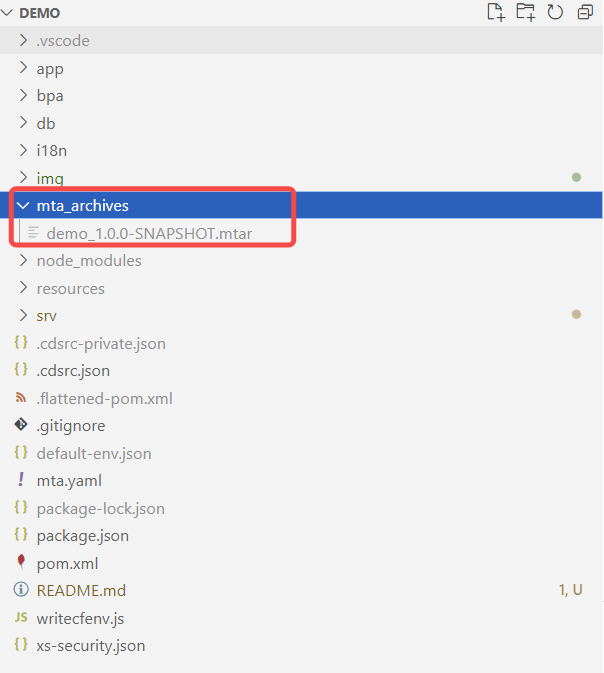 DEMO
.vscode
app
bpa
db
i18n
img
mta_archives
demo_1.0.0-SNAPSHOT.mtar
node_modules
resources
srv
{} .cdsrc-private.json
{} .cdsrc.json
.flattened-pom.xml
.gitignore
{} default-env.json
! mta.yaml
{} package-lock.json
{} package.json
pom.xml
README.md 1, U
JS writecfenv.js
{} xs-security.json